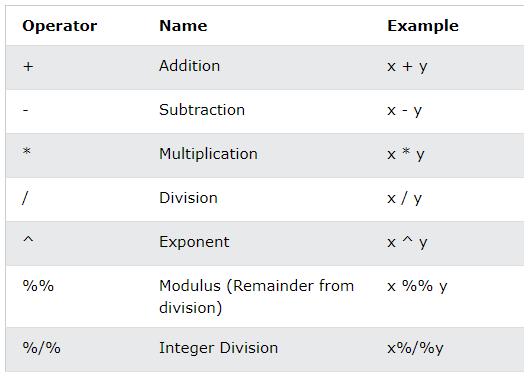 Operator Name Example
+ Addition x + y
- Subtraction x - y
* Multiplication x * y
/ Division x / y
^ Exponent x ^ y
%% Modulus (Remainder from x %% y
division)
%/% Integer Division x%/%y